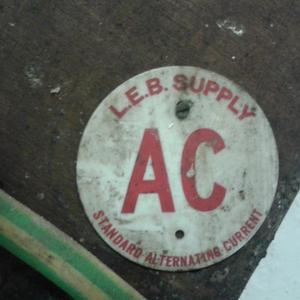 L.E.B. SUPPLY
AC
STANDARD ALTERNATING CURRENT